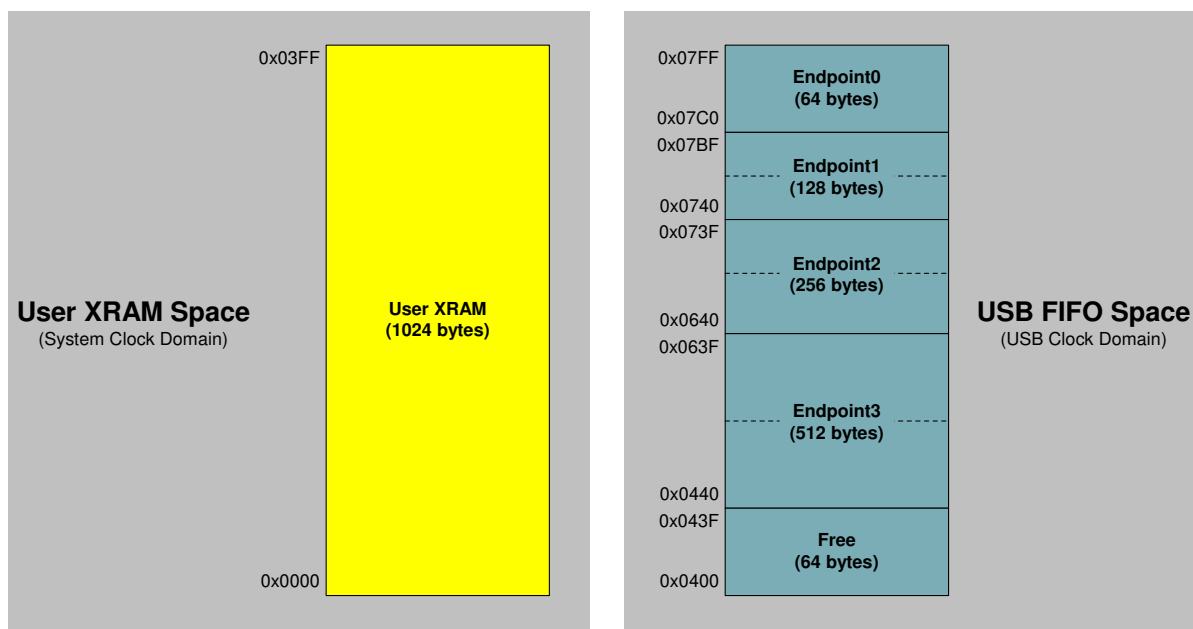 0x03FF
User XRAM Space
(System Clock Domain)
User XRAM
(1024 bytes)
0x0000
0x07FF
Endpoint0
(64 bytes)
0x07C0
0x07BF
Endpoint1
(128 bytes)
0x0740
0x073F
Endpoint2
(256 bytes)
0x0640
0x063F
Endpoint3
(512 bytes)
0x0440
0x043F
Free
(64 bytes)
0x0400
USB FIFO Space
(USB Clock Domain)